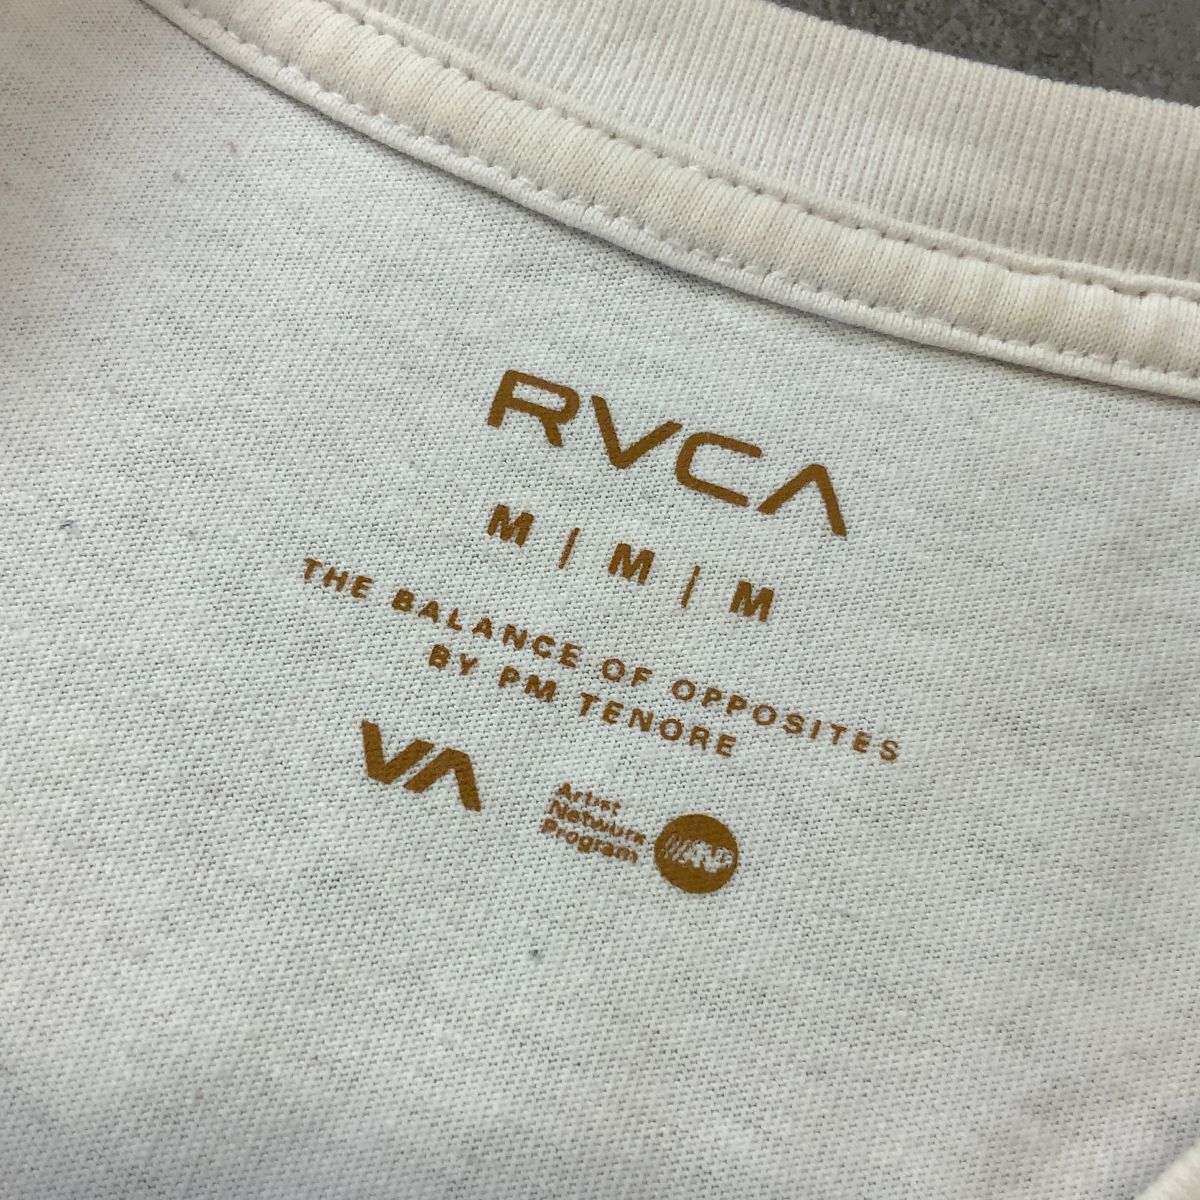 RVCA
M | M | M
THE BALANCE OF OPPOSITES
BY PM TENORE
VA
Artist
Network
Program
ANP